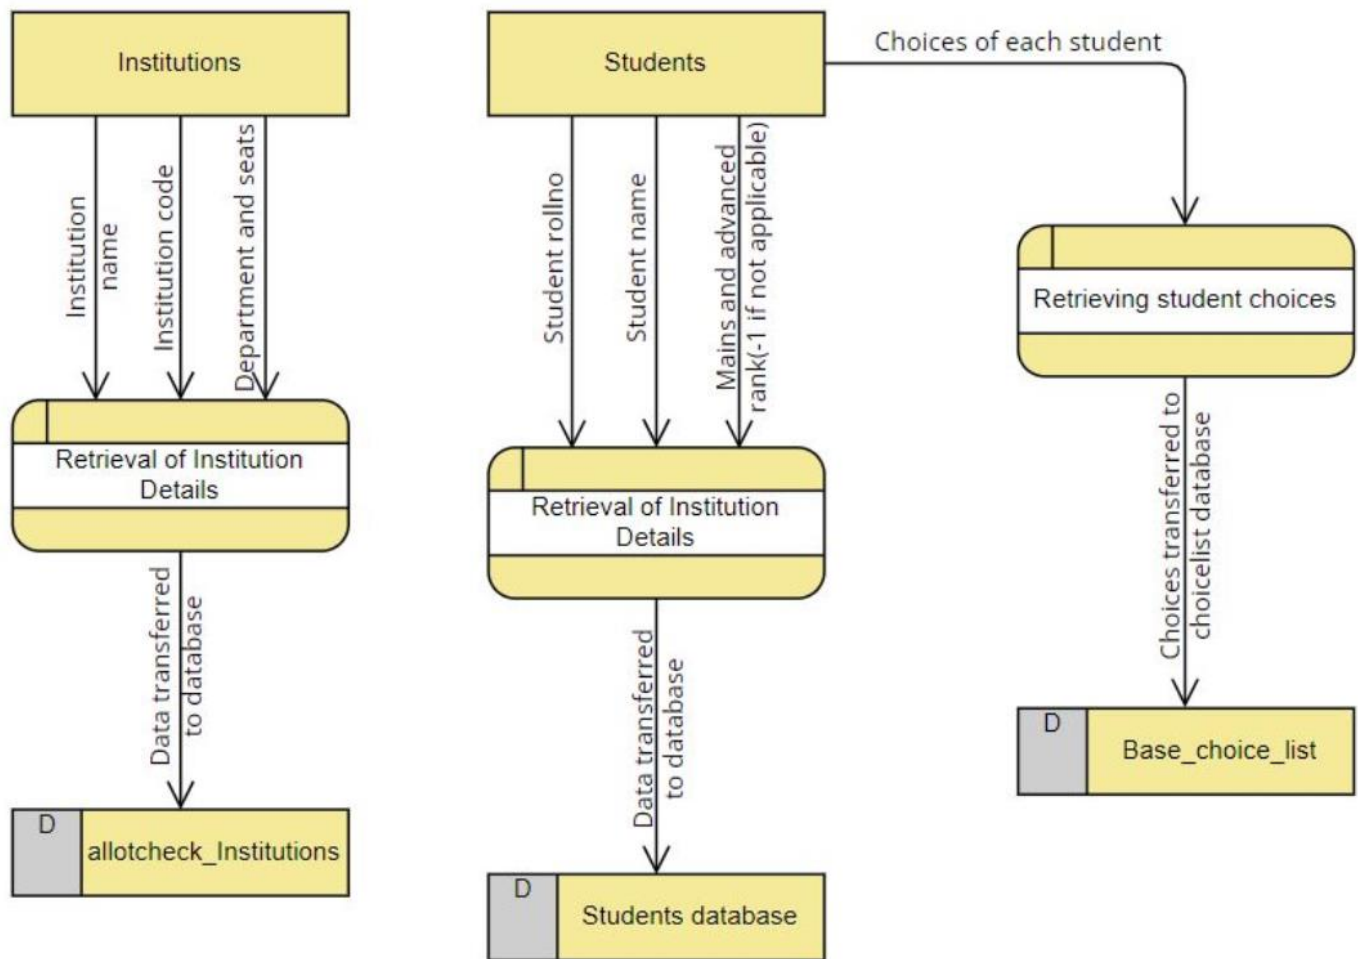 Institutions
Students
Choices of each student
Institution
name
Institution code
Department and seats
Student rollno
Student name
Mains and advanced
rank(-1 if not applicable)
Retrieving student choices
Retrieval of Institution
Details
Retrieval of Institution
Details
Choices transferred to
choicelist database
Data transferred
to database
Data transferred
to database
D
Base_choice_list
D
allotcheck_Institutions
D
Students database